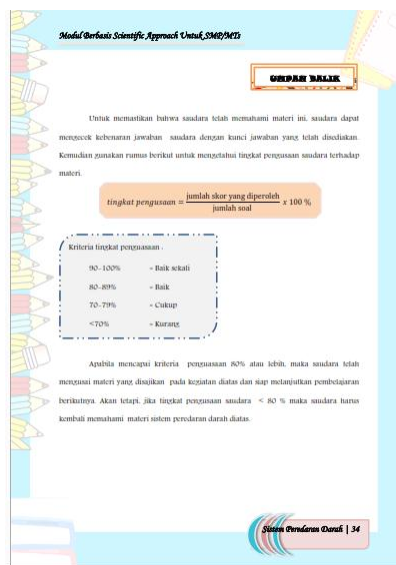 Modul Berbasis Scientific Approach Untuk SMP/MTs
UMPAN BALIK
Untuk memastikan bahwa saudara telah memahami materi ini, saudara dapat
mengecek kebenaran jawaban saudara dengan kunci jawaban yang telah disediakan.
Kemudian gunakan rumus berikut untuk mengetahui tingkat penguasaan saudara terhadap
materi.
tingkat pengusaan = jumlah skor yang diperoleh / jumlah soal x 100 %
Kriteria tingkat penguasaan :
90-100% = Baik sekali
80-89% = Baik
70-79% = Cukup
<70% = Kurang
Apabila mencapai kriteria penguasaan 80% atau lebih, maka saudara telah
menguasai materi yang disajikan pada kegiatan diatas dan siap melanjutkan pembelajaran
berikutnya. Akan tetapi, jika tingkat pengusaan saudara < 80 % maka saudara harus
kembali memahami materi sistem peredaran darah diatas.
Sistem Peredaran Darah | 34